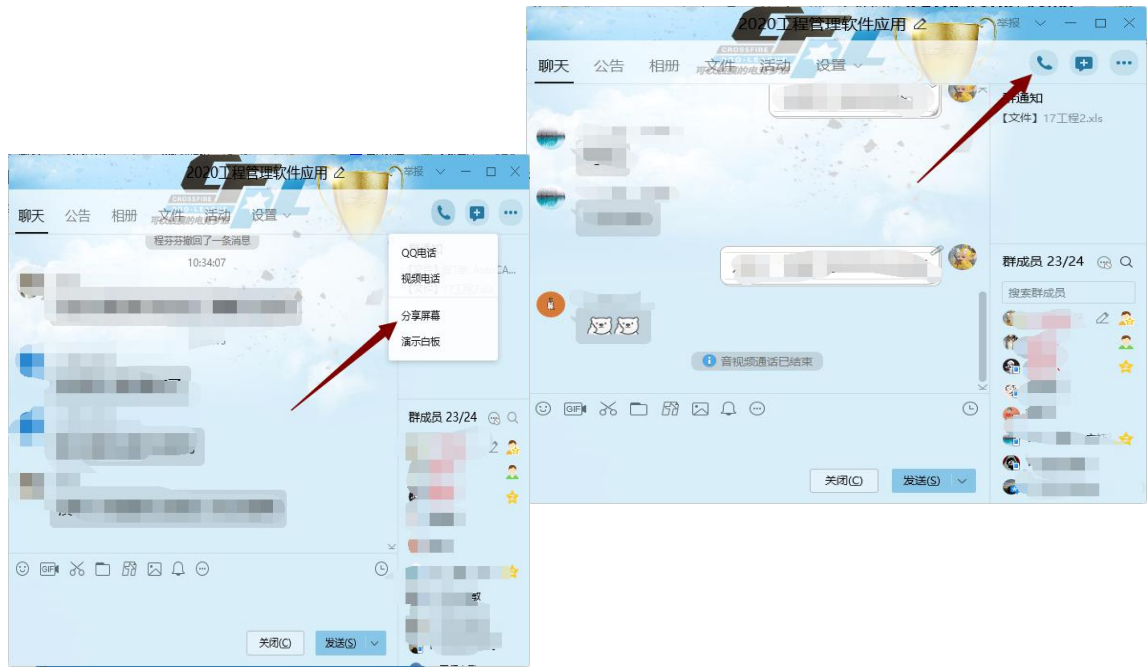 2020工程管理软件应用
举报
聊天 公告 相册 文件 活动 设置
CROSSFIRE
群通知
【文件】17工程2.xls
群成员 23/24
搜索群成员
音视频通话已结束
GIF
关闭(C) 发送(S)
2020工程管理软件应用
举报
聊天 公告 相册 文件 活动 设置
CROSSFIRE
程芬芬撤回了一条消息
10:34:07
QQ电话
视频电话
分享屏幕
演示白板
CA...
群成员 23/24
GIF
关闭(C) 发送(S)